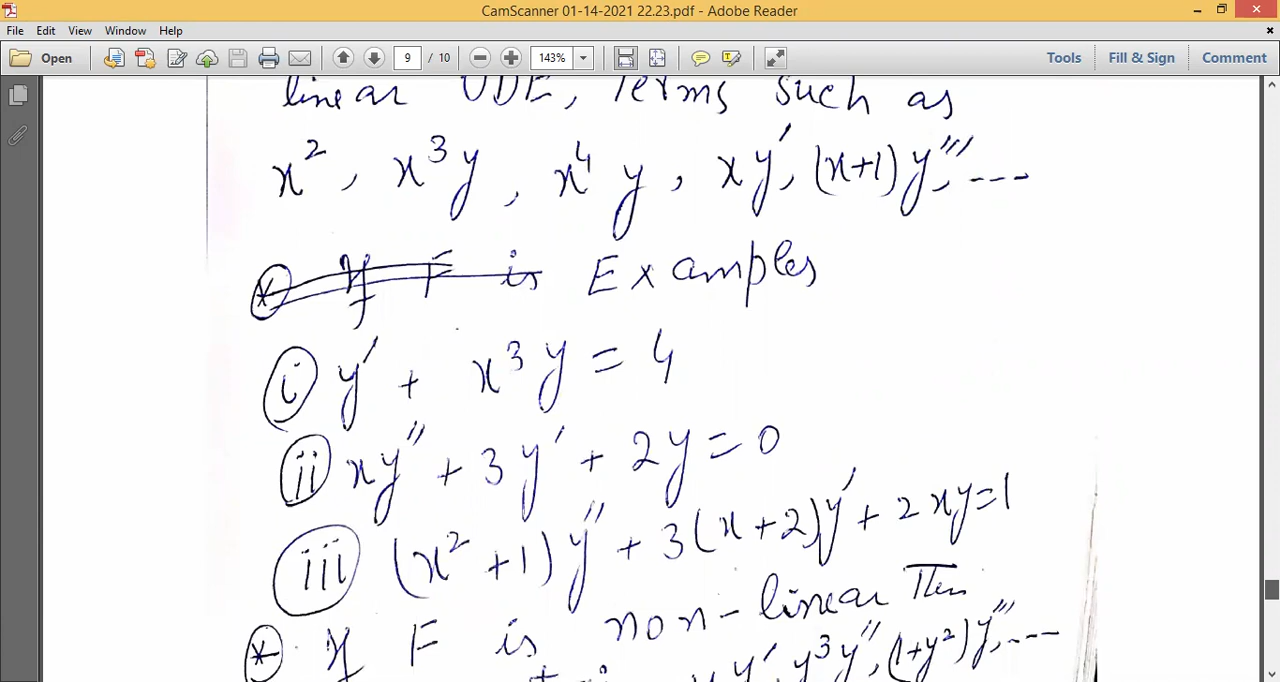 CamScanner 01-14-2021 22.23.pdf - Adobe Reader
File Edit View Window Help
Open 9 / 10 143% Tools Fill & Sign Comment
linear ODE, Terms such as
x², x³y, x⁴y, xy′, (x+1)y‴, ---
If F is Examples
(i) y′ + x³y = 4
(ii) xy″ + 3y′ + 2y = 0
(iii) (x²+1)y″ + 3(x+2)y′ + 2xy=1
If F is non-linear Then
y′, y³y″, (1+y²)y‴, ---